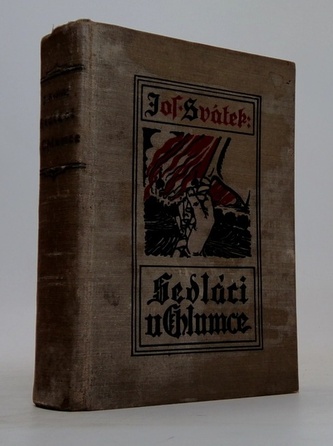 Jos. Svátek:
Sedláci
u Chlumce